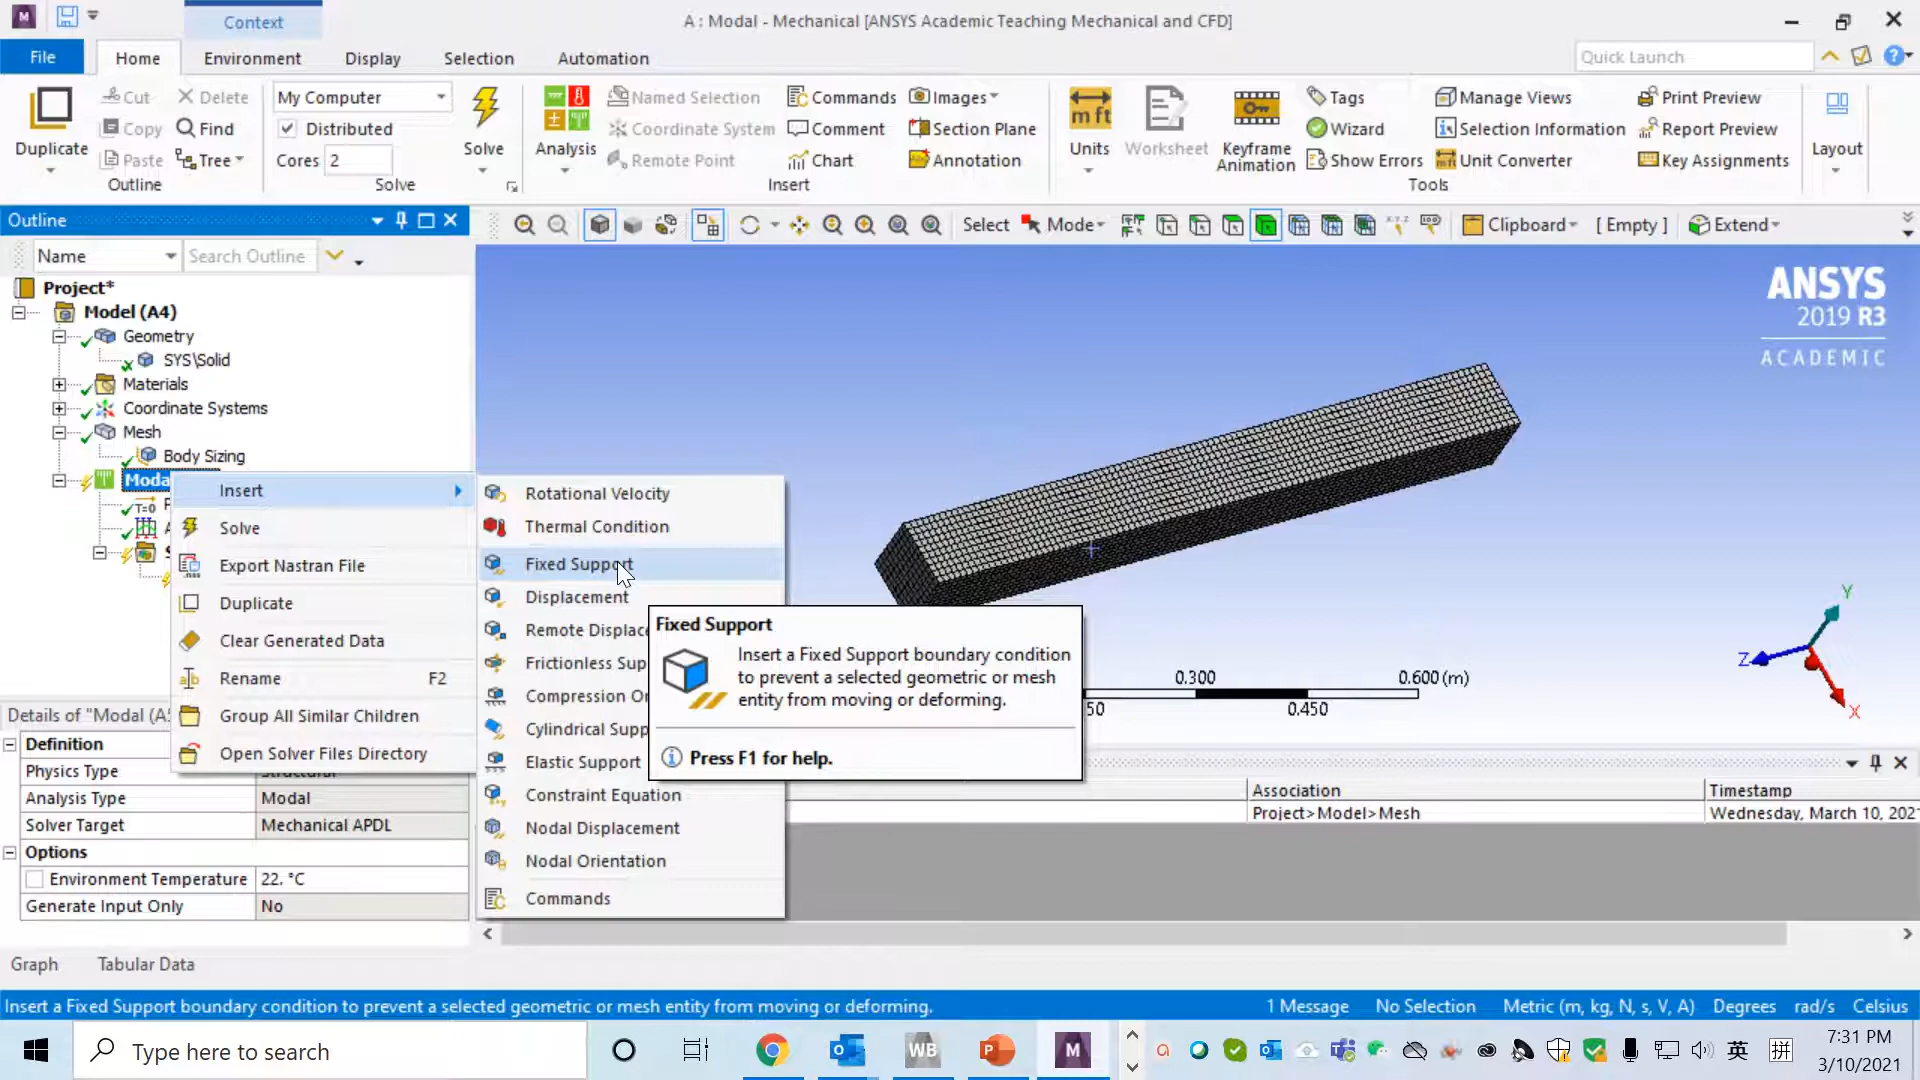 Context
A : Modal - Mechanical [ANSYS Academic Teaching Mechanical and CFD]
File
Home
Environment
Display
Selection
Automation
Quick Launch
Duplicate
Cut
Copy
Paste
Delete
Find
Tree
Outline
My Computer
Distributed
Cores 2
Solve
Solve
Analysis
Named Selection
Coordinate System
Remote Point
Commands
Comment
Chart
Images
Section Plane
Annotation
Insert
Units
Worksheet
Keyframe
Animation
Tags
Wizard
Show Errors
Manage Views
Selection Information
Unit Converter
Print Preview
Report Preview
Key Assignments
Tools
Layout
Outline
Name
Search Outline
Select
Mode
Clipboard
[ Empty ]
Extend
Project*
Model (A4)
Geometry
SYS\Solid
Materials
Coordinate Systems
Mesh
Body Sizing
Moda
T=0
Insert
Solve
Export Nastran File
Duplicate
Clear Generated Data
Rename F2
Group All Similar Children
Open Solver Files Directory
Rotational Velocity
Thermal Condition
Fixed Support
Displacement
Remote Displace
Frictionless Sup
Compression On
Cylindrical Supp
Elastic Support
Constraint Equation
Nodal Displacement
Nodal Orientation
Commands
Fixed Support
Insert a Fixed Support boundary condition
to prevent a selected geometric or mesh
entity from moving or deforming.
Press F1 for help.
ANSYS
2019 R3
ACADEMIC
Y
Z
X
0.300
0.600 (m)
50
0.450
Details of "Modal (A5
Definition
Physics Type Structural
Analysis Type Modal
Solver Target Mechanical APDL
Options
Environment Temperature 22. °C
Generate Input Only No
Association
Timestamp
Project>Model>Mesh
Wednesday, March 10, 202
Graph
Tabular Data
Insert a Fixed Support boundary condition to prevent a selected geometric or mesh entity from moving or deforming.
1 Message
No Selection
Metric (m, kg, N, s, V, A)
Degrees
rad/s
Celsius
Type here to search
WB
P
M
英
拼
7:31 PM
3/10/2021